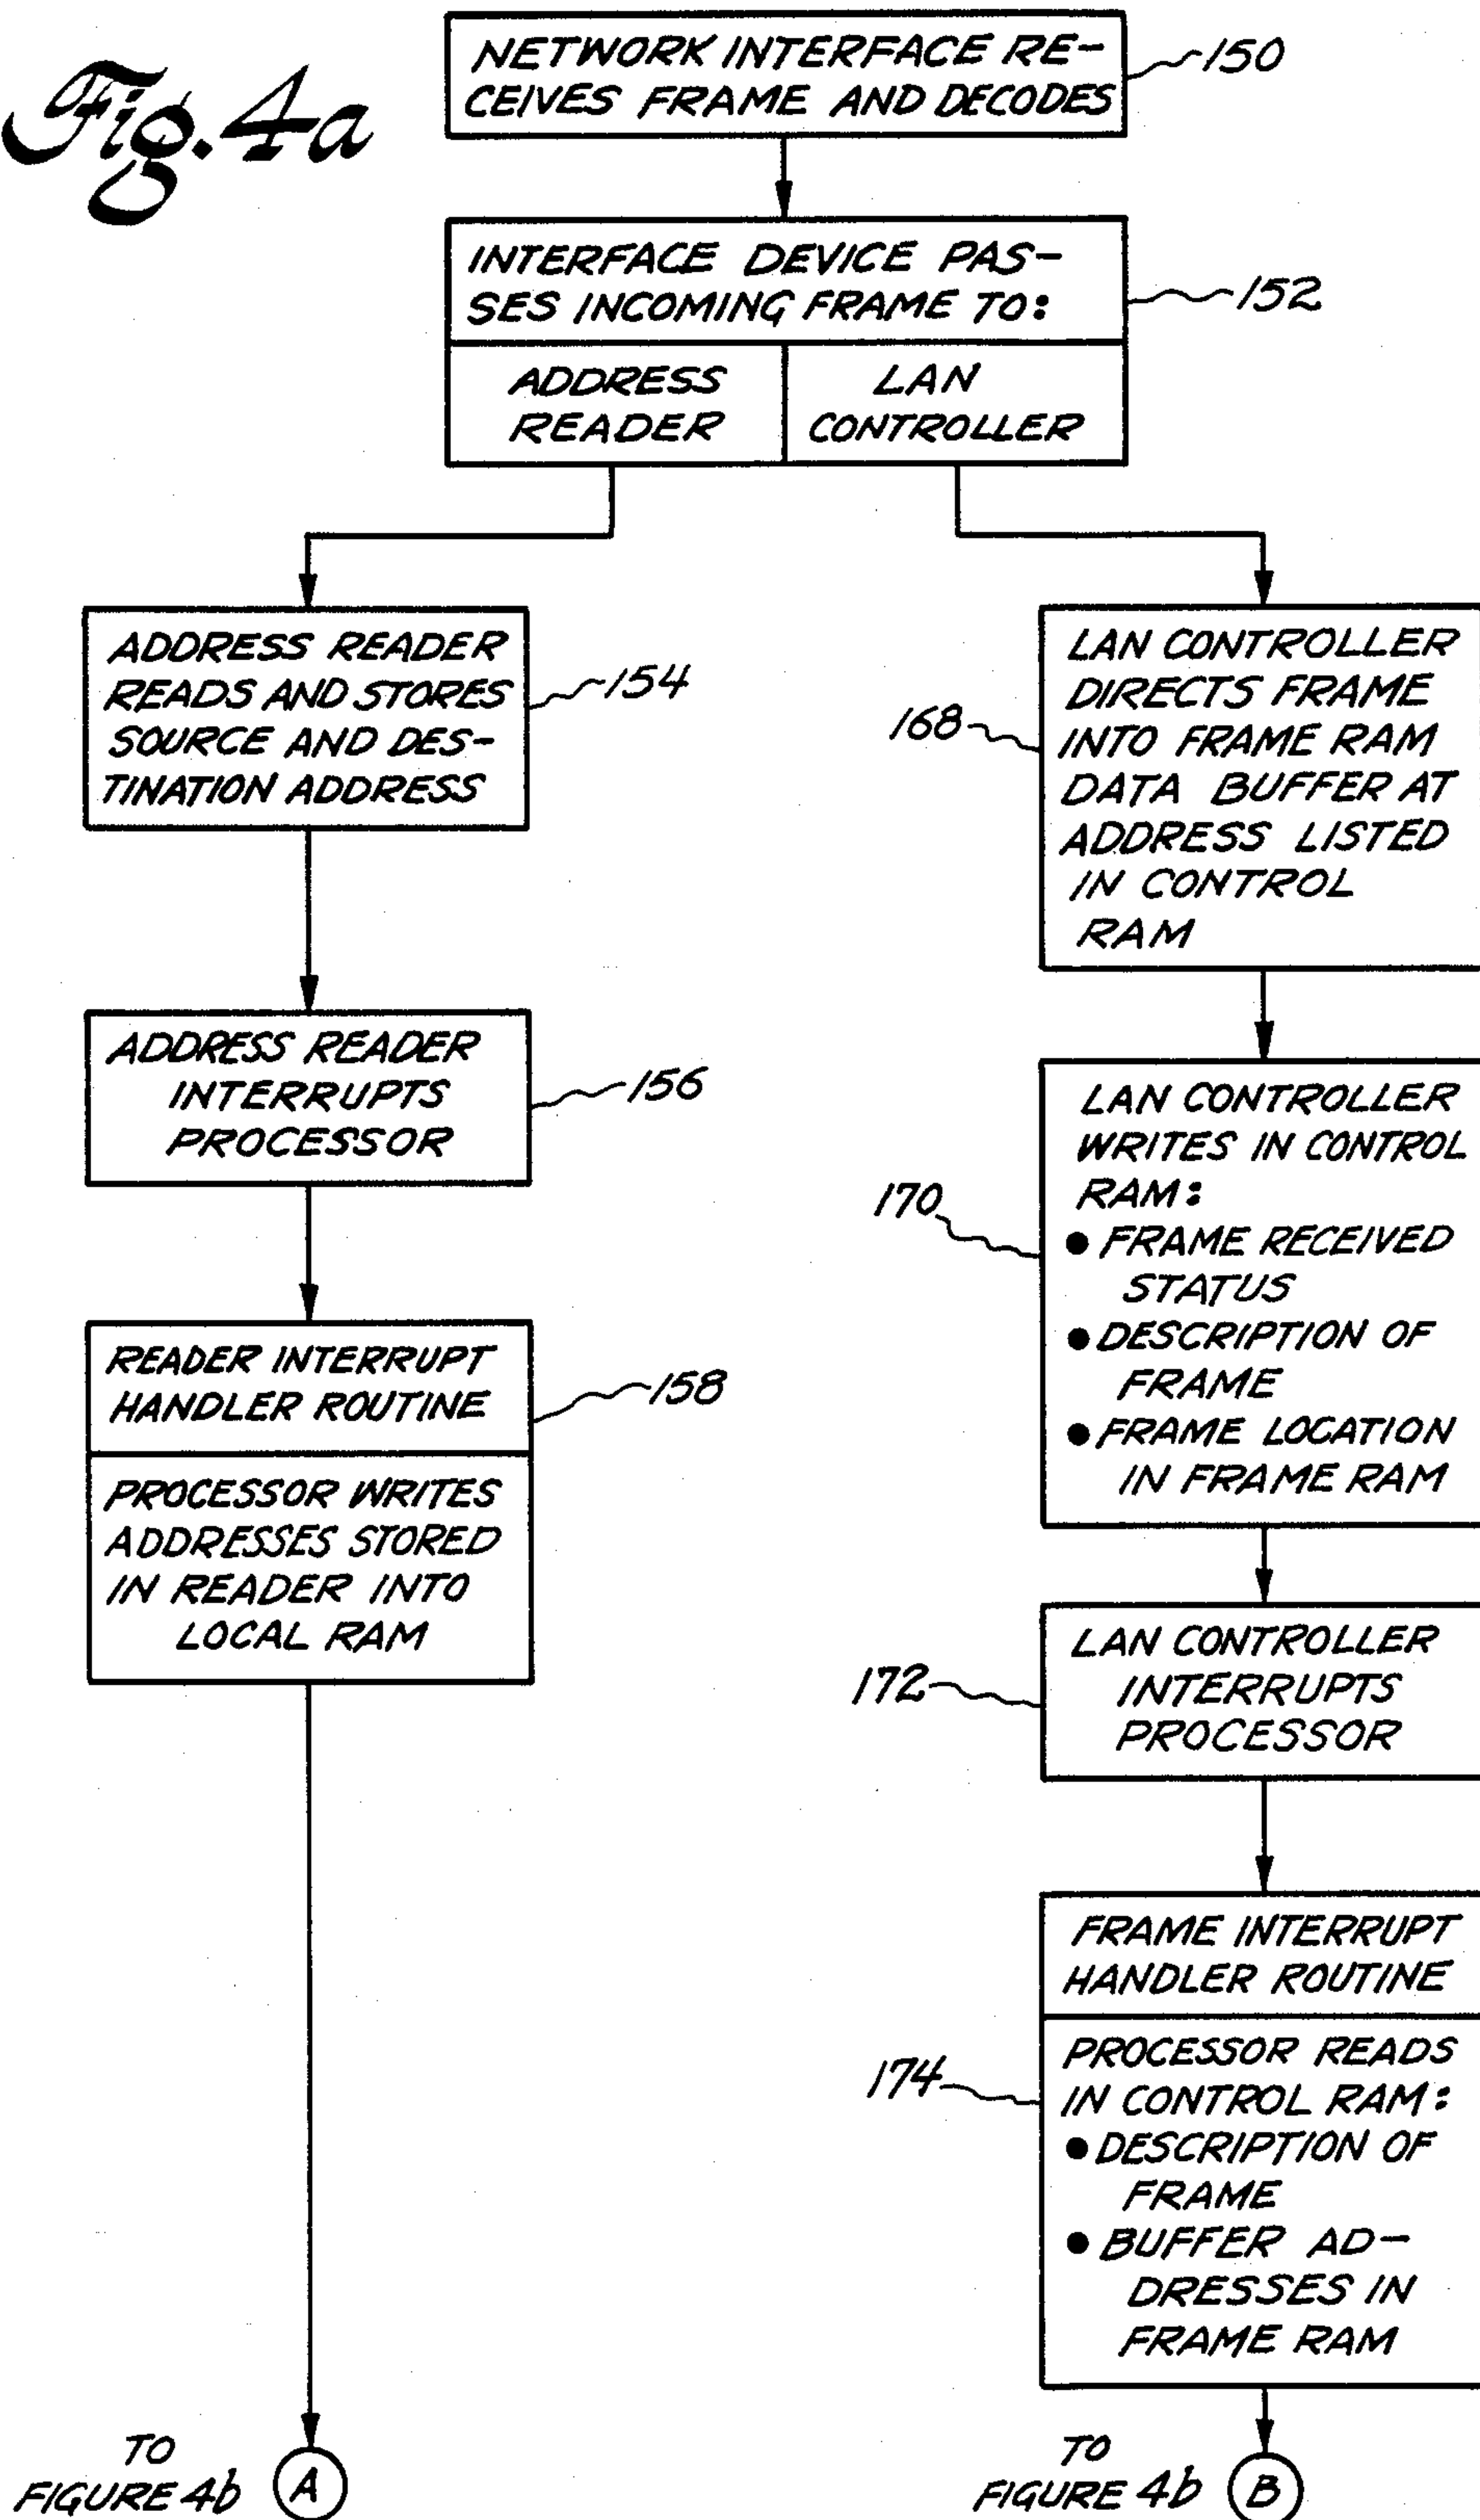 Fig. 4a
NETWORK INTERFACE RE-
CEIVES FRAME AND DECODES
150
INTERFACE DEVICE PAS-
SES INCOMING FRAME TO:
152
ADDRESS
READER
LAN
CONTROLLER
ADDRESS READER
READS AND STORES
SOURCE AND DES-
TINATION ADDRESS
154
ADDRESS READER
INTERRUPTS
PROCESSOR
156
READER INTERRUPT
HANDLER ROUTINE
158
PROCESSOR WRITES
ADDRESSES STORED
IN READER INTO
LOCAL RAM
TO
FIGURE 4b
A
LAN CONTROLLER
DIRECTS FRAME
INTO FRAME RAM
DATA BUFFER AT
ADDRESS LISTED
IN CONTROL
RAM
168
LAN CONTROLLER
WRITES IN CONTROL
RAM:
• FRAME RECEIVED
STATUS
• DESCRIPTION OF
FRAME
• FRAME LOCATION
IN FRAME RAM
170
LAN CONTROLLER
INTERRUPTS
PROCESSOR
172
FRAME INTERRUPT
HANDLER ROUTINE
PROCESSOR READS
IN CONTROL RAM:
• DESCRIPTION OF
FRAME
• BUFFER AD-
DRESSES IN
FRAME RAM
174
TO
FIGURE 4b
B